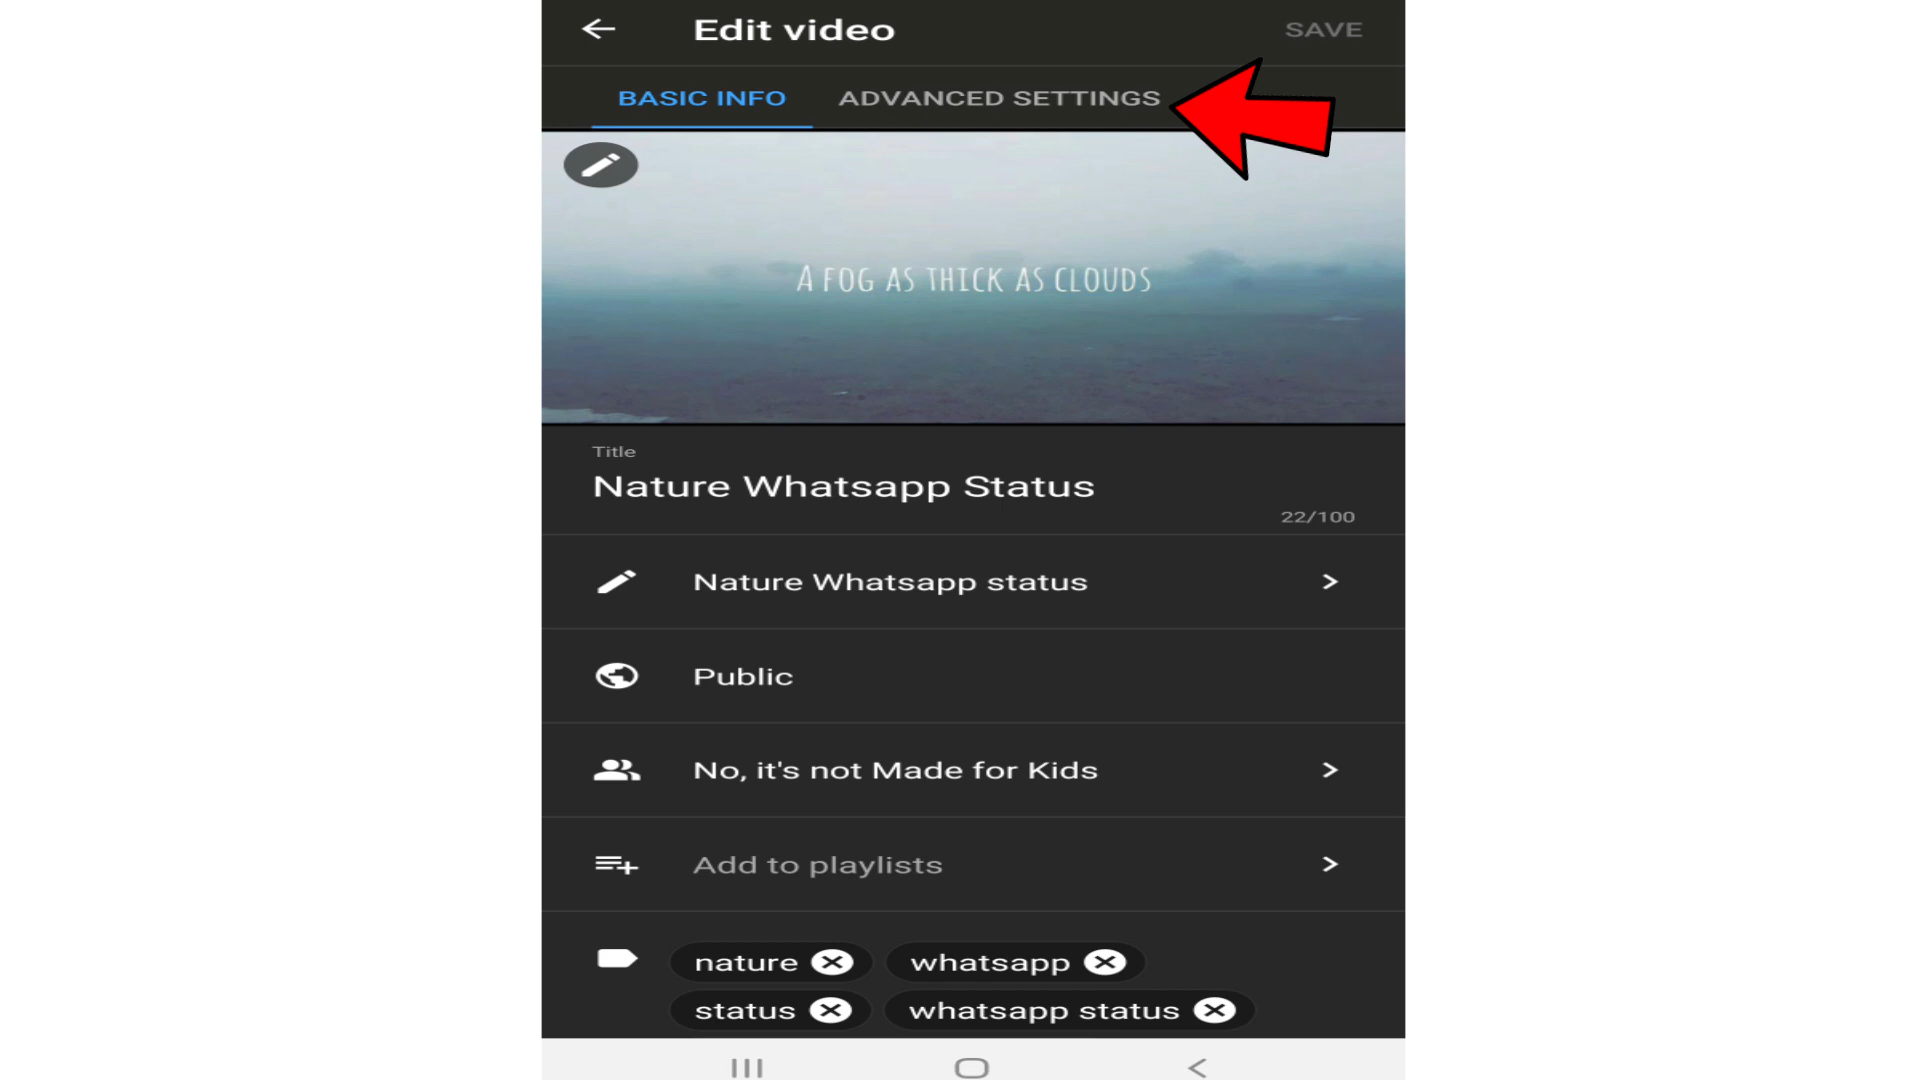 Edit video SAVE
BASIC INFO ADVANCED SETTINGS
A FOG AS THICK AS CLOUDS
Title
Nature Whatsapp Status
22/100
Nature Whatsapp status
Public
No, it's not Made for Kids
Add to playlists
nature whatsapp
status whatsapp status